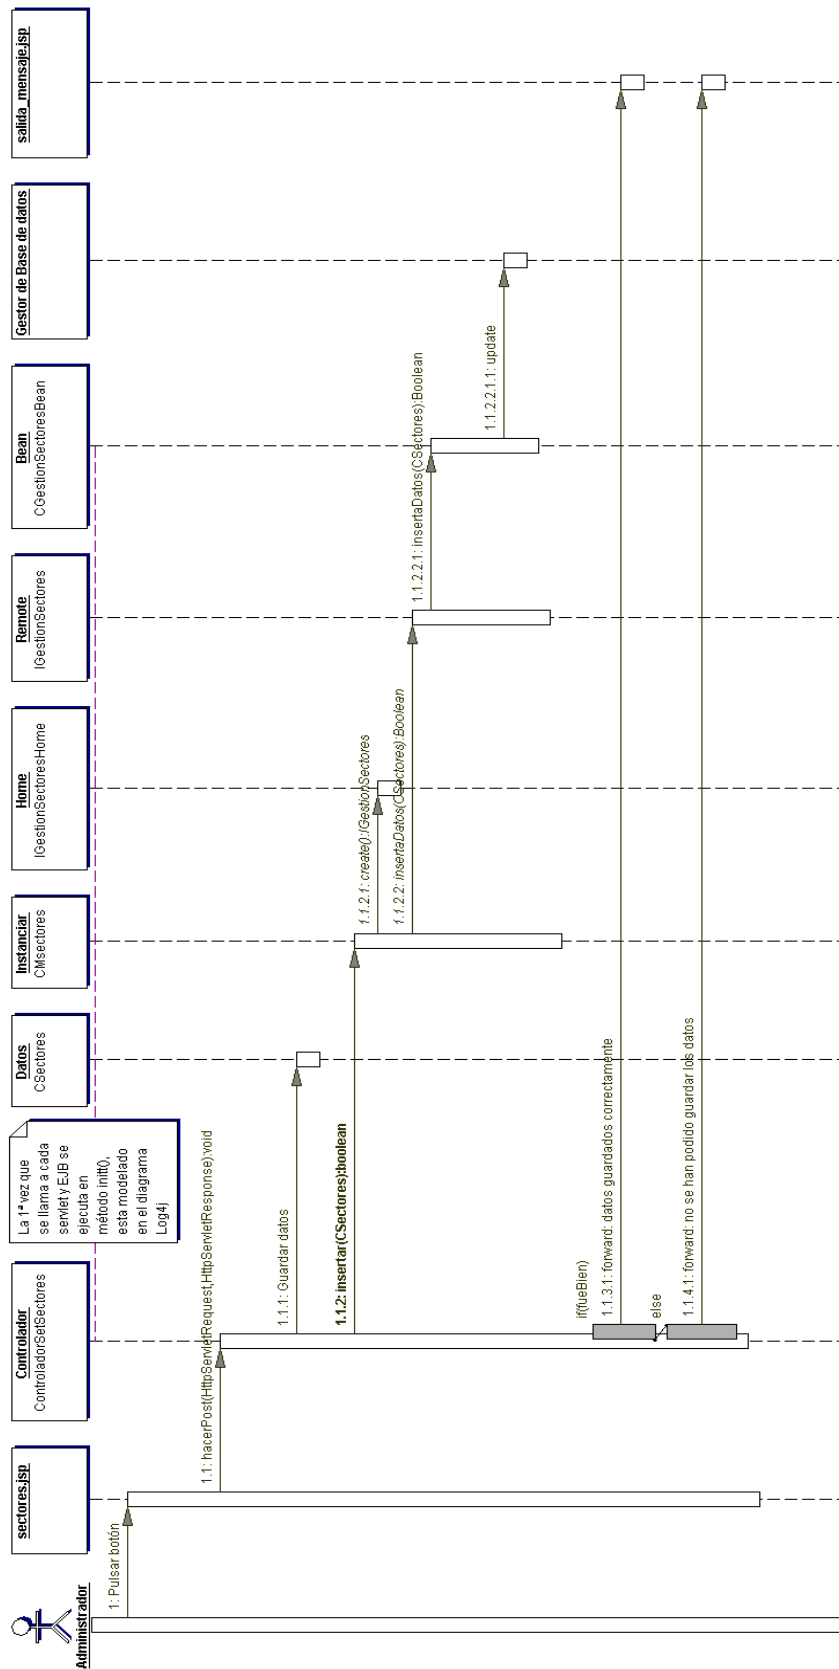 Administrador
sectores.jsp
Controlador
ControladorSetSectores
La 1ª vez que
se llama a cada
servlet y EJB se
ejecuta en
método initt(),
esta modelado
en el diagrama
Log4j
Datos
CSectores
Instanciar
CMsectores
Home
IGestionSectoresHome
Remote
IGestionSectores
Bean
CGestionSectoresBean
Gestor de Base de datos
salida_mensaje.jsp
1: Pulsar botón
1.1: hacerPost(HttpServletRequest,HttpServletResponse):void
1.1.1: Guardar datos
1.1.2: insertar(CSectores):boolean
1.1.2.1: create():IGestionSectores
1.1.2.2: insertaDatos(CSectores):Boolean
1.1.2.2.1: insertaDatos(CSectores):Boolean
1.1.2.2.1.1: update
if(fueBien)
1.1.3.1: forward: datos guardados correctamente
else
1.1.4.1: forward: no se han podido guardar los datos